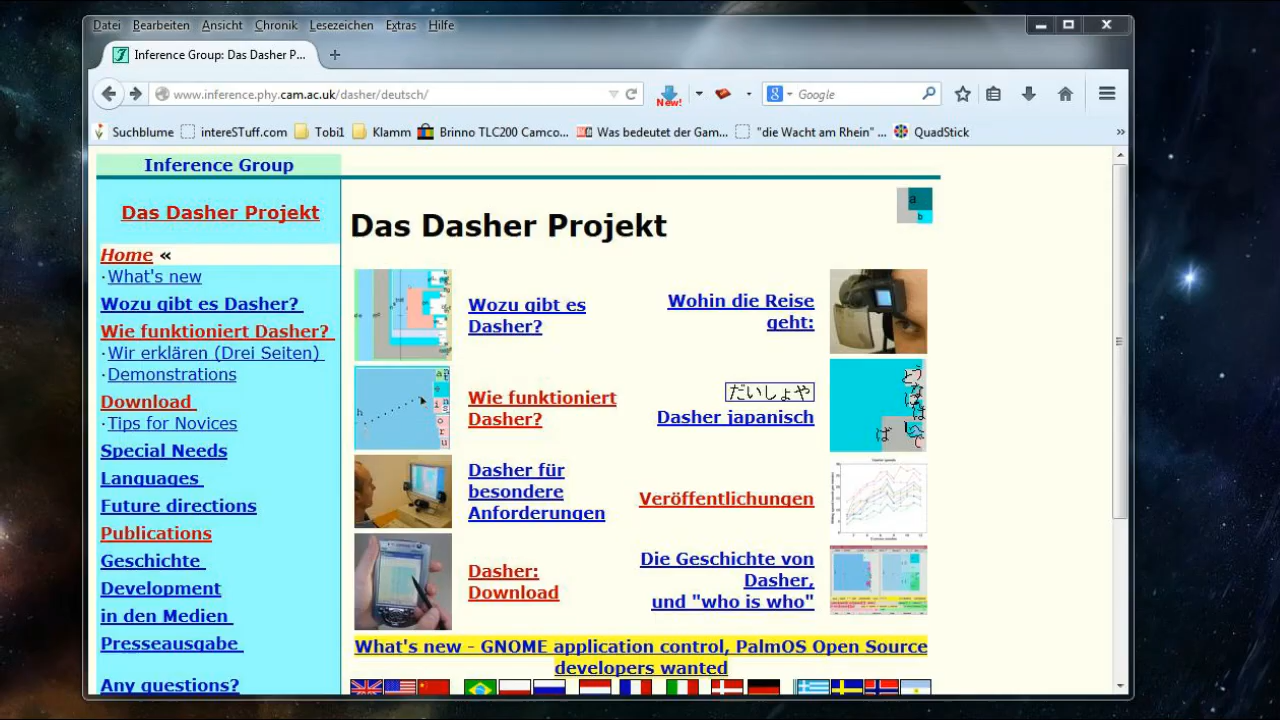 Datei Bearbeiten Ansicht Chronik Lesezeichen Extras Hilfe
Inference Group: Das Dasher P...
www.inference.phy.cam.ac.uk/dasher/deutsch/
New!
Google
Suchblume intereSTuff.com Tobi1 Klamm Brinno TLC200 Camco... Was bedeutet der Gam... "die Wacht am Rhein" ... QuadStick »
Inference Group
Das Dasher Projekt
Home «
·What's new
Wozu gibt es Dasher?
Wie funktioniert Dasher?
·Wir erklären (Drei Seiten)
·Demonstrations
Download
·Tips for Novices
Special Needs
Languages
Future directions
Publications
Geschichte
Development
in den Medien
Presseausgabe
Any questions?
Das Dasher Projekt
a
b
Wozu gibt es
Dasher?
Wohin die Reise
geht:
Wie funktioniert
Dasher?
だいしょや
Dasher japanisch
Dasher für
besondere
Anforderungen
Veröffentlichungen
Dasher:
Download
Die Geschichte von
Dasher,
und "who is who"
What's new - GNOME application control, PalmOS Open Source
developers wanted